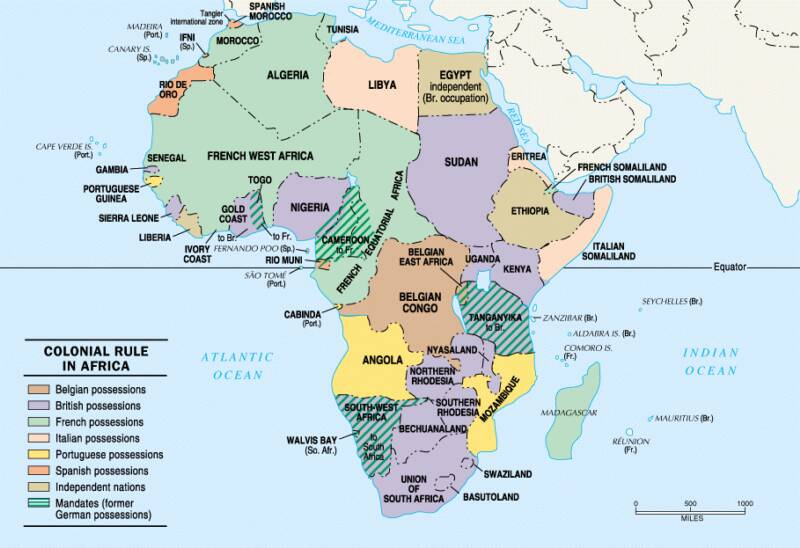 SPANISH
MOROCCO
Tangier
international zone
MADEIRA
(Port.)
IFNI
(Sp.)
CANARY IS.
(Sp.)
MOROCCO
TUNISIA
MEDITERRANEAN SEA
ALGERIA
LIBYA
EGYPT
independent
(Br. occupation)
RIO DE
ORO
RED SEA
CAPE VERDE IS.
(Port.)
SENEGAL
GAMBIA
PORTUGUESE
GUINEA
SIERRA LEONE
LIBERIA
FRENCH WEST AFRICA
TOGO
GOLD
COAST
to Br.
to Fr.
IVORY
COAST
NIGERIA
CAMEROON
to Fr.
FRENCH EQUATORIAL AFRICA
SUDAN
ERITREA
FRENCH SOMALILAND
BRITISH SOMALILAND
ETHIOPIA
ITALIAN
SOMALILAND
FERNANDO POO (Sp.)
RIO MUNI
SÃO TOMÉ
(Port.)
BELGIAN
EAST AFRICA
UGANDA
KENYA
Equator
BELGIAN
CONGO
CABINDA
(Port.)
TANGANYIKA
to Br.
ZANZIBAR (Br.)
SEYCHELLES (Br.)
ALDABRA IS. (Br.)
COMORO IS.
(Fr.)
ATLANTIC
OCEAN
INDIAN
OCEAN
ANGOLA
NYASALAND
NORTHERN
RHODESIA
SOUTHERN
RHODESIA
MOZAMBIQUE
MADAGASCAR
MAURITIUS (Br.)
RÉUNION
(Fr.)
SOUTH-WEST
AFRICA
to
South
Africa
BECHUANALAND
WALVIS BAY
(So. Afr.)
UNION
OF
SOUTH AFRICA
SWAZILAND
BASUTOLAND
COLONIAL RULE
IN AFRICA
Belgian possessions
British possessions
French possessions
Italian possessions
Portuguese possessions
Spanish possessions
Independent nations
Mandates (former
German possessions)
0 500 1000
MILES